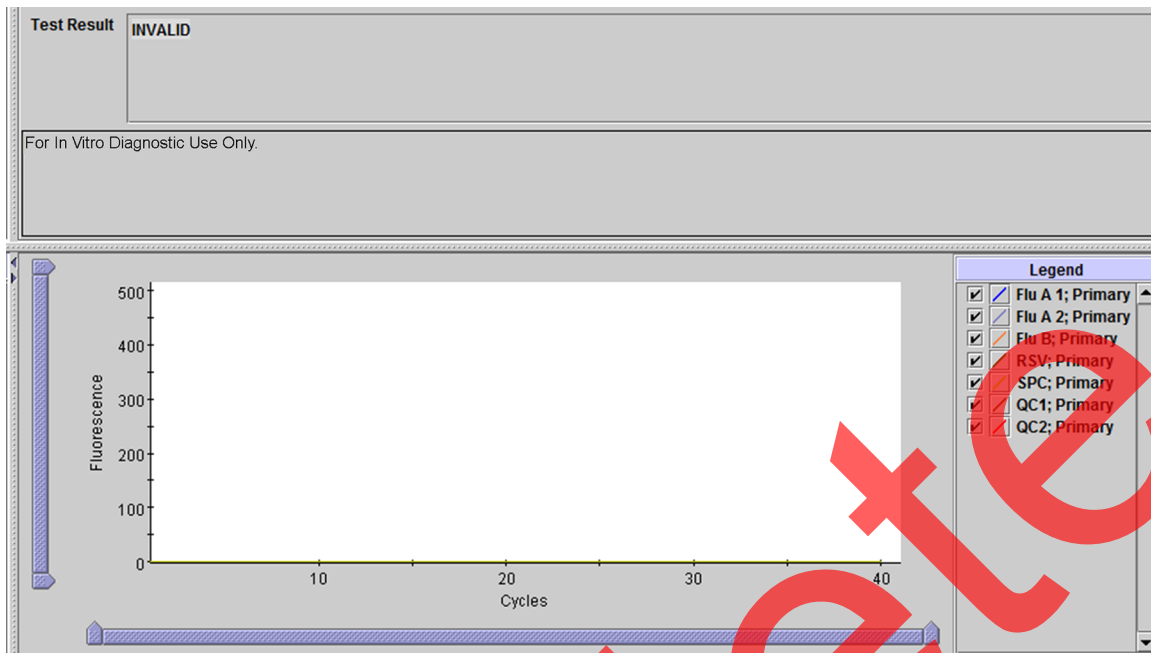 Test Result
INVALID
For In Vitro Diagnostic Use Only.
500
400
300
200
100
0
Fluorescence
10 20 30 40
Cycles
Legend
Flu A 1; Primary
Flu A 2; Primary
Flu B; Primary
RSV; Primary
SPC; Primary
QC1; Primary
QC2; Primary